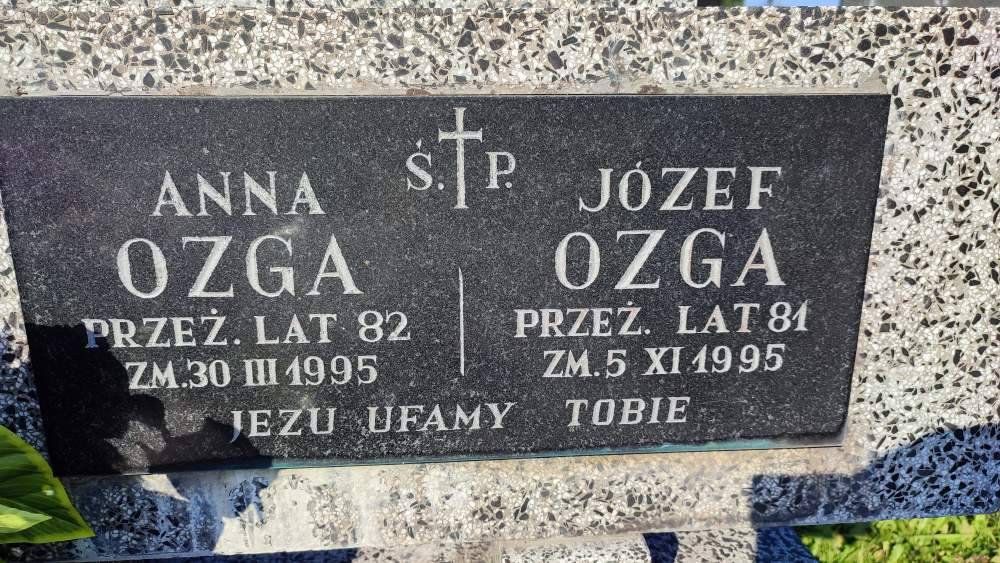 Ś. P.
ANNA
OZGA
PRZEŻ. LAT 82
ZM. 30 III 1995
JÓZEF
OZGA
PRZEŻ. LAT 81
ZM. 5 XI 1995
JEZU UFAMY TOBIE